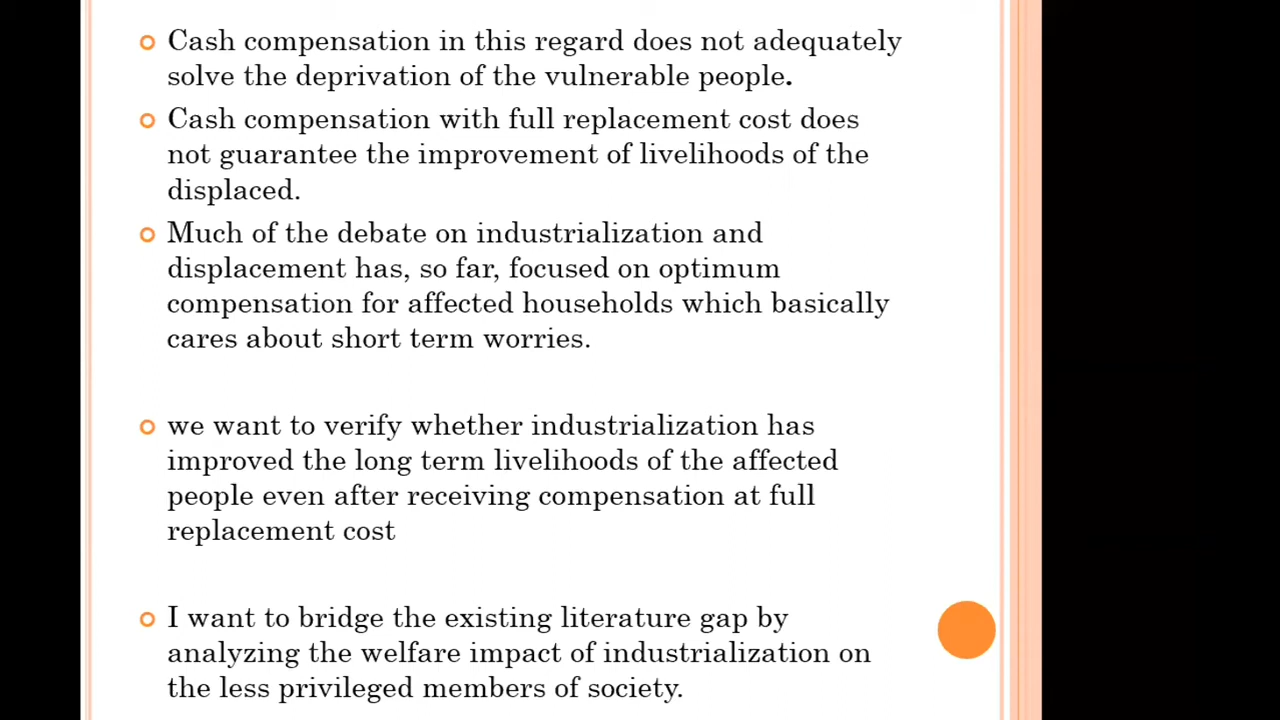 Cash compensation in this regard does not adequately
solve the deprivation of the vulnerable people.
Cash compensation with full replacement cost does
not guarantee the improvement of livelihoods of the
displaced.
Much of the debate on industrialization and
displacement has, so far, focused on optimum
compensation for affected households which basically
cares about short term worries.
we want to verify whether industrialization has
improved the long term livelihoods of the affected
people even after receiving compensation at full
replacement cost
I want to bridge the existing literature gap by
analyzing the welfare impact of industrialization on
the less privileged members of society.